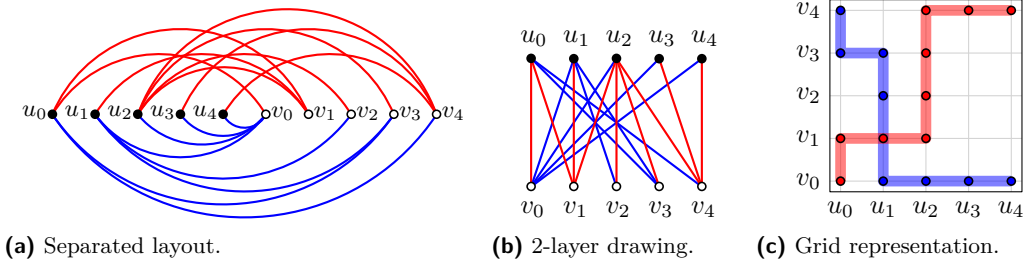 u₀ u₁ u₂ u₃ u₄ v₀ v₁ v₂ v₃ v₄
(a) Separated layout.
u₀ u₁ u₂ u₃ u₄
v₀ v₁ v₂ v₃ v₄
(b) 2-layer drawing.
v₄
v₃
v₂
v₁
v₀
u₀ u₁ u₂ u₃ u₄
(c) Grid representation.